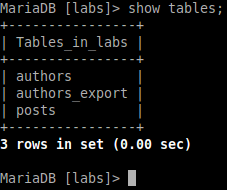 MariaDB [labs]> show tables;
+----------------+
| Tables_in_labs |
+----------------+
| authors        |
| authors_export |
| posts          |
+----------------+
3 rows in set (0.00 sec)

MariaDB [labs]>